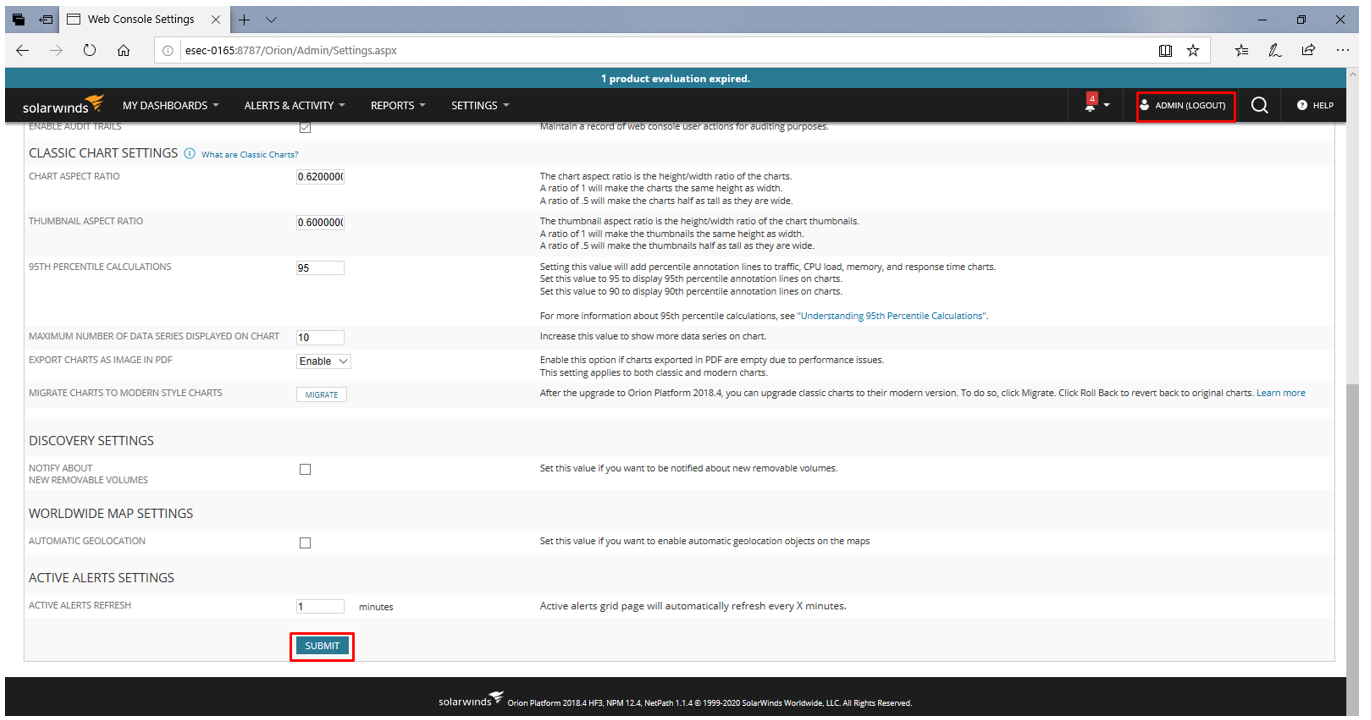 Web Console Settings
esec-0165:8787/Orion/Admin/Settings.aspx
1 product evaluation expired.
solarwinds MY DASHBOARDS ALERTS & ACTIVITY REPORTS SETTINGS 4 ADMIN (LOGOUT) ? HELP
ENABLE AUDIT TRAILS Maintain a record of web console user actions for auditing purposes.
CLASSIC CHART SETTINGS What are Classic Charts?
CHART ASPECT RATIO 0.6200000 The chart aspect ratio is the height/width ratio of the charts.
A ratio of 1 will make the charts the same height as width.
A ratio of .5 will make the charts half as tall as they are wide.
THUMBNAIL ASPECT RATIO 0.6000000 The thumbnail aspect ratio is the height/width ratio of the chart thumbnails.
A ratio of 1 will make the thumbnails the same height as width.
A ratio of .5 will make the thumbnails half as tall as they are wide.
95TH PERCENTILE CALCULATIONS 95 Setting this value will add percentile annotation lines to traffic, CPU load, memory, and response time charts.
Set this value to 95 to display 95th percentile annotation lines on charts.
Set this value to 90 to display 90th percentile annotation lines on charts.
For more information about 95th percentile calculations, see "Understanding 95th Percentile Calculations".
MAXIMUM NUMBER OF DATA SERIES DISPLAYED ON CHART 10 Increase this value to show more data series on chart.
EXPORT CHARTS AS IMAGE IN PDF Enable Enable this option if charts exported in PDF are empty due to performance issues.
This setting applies to both classic and modern charts.
MIGRATE CHARTS TO MODERN STYLE CHARTS MIGRATE After the upgrade to Orion Platform 2018.4, you can upgrade classic charts to their modern version. To do so, click Migrate. Click Roll Back to revert back to original charts. Learn more
DISCOVERY SETTINGS
NOTIFY ABOUT Set this value if you want to be notified about new removable volumes.
NEW REMOVABLE VOLUMES
WORLDWIDE MAP SETTINGS
AUTOMATIC GEOLOCATION Set this value if you want to enable automatic geolocation objects on the maps
ACTIVE ALERTS SETTINGS
ACTIVE ALERTS REFRESH 1 minutes Active alerts grid page will automatically refresh every X minutes.
SUBMIT
solarwinds Orion Platform 2018.4 HF3, NPM 12.4, NetPath 1.1.4 © 1999-2020 SolarWinds Worldwide, LLC. All Rights Reserved.